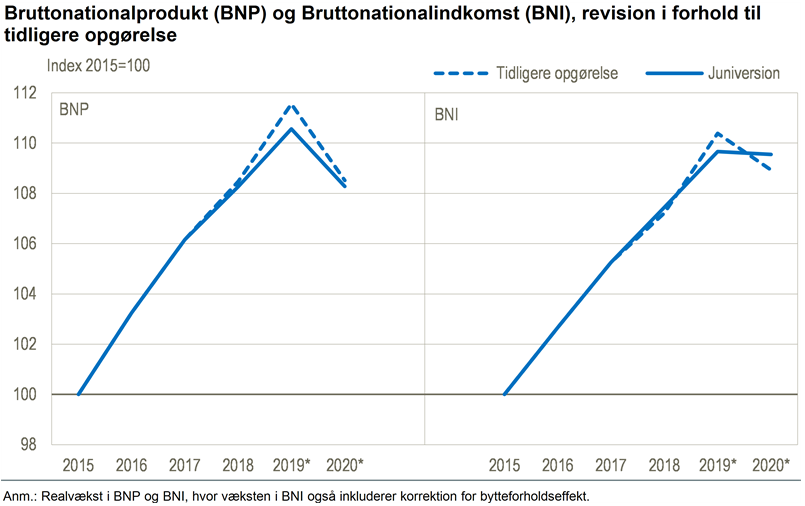 Bruttonationalprodukt (BNP) og Bruttonationalindkomst (BNI), revision i forhold til
tidligere opgørelse
Index 2015=100
Tidligere opgørelse
Juniversion
112
110
108
106
104
102
100
98
BNP
BNI
2015 2016 2017 2018 2019* 2020*
2015 2016 2017 2018 2019* 2020*
Anm.: Realvækst i BNP og BNI, hvor væksten i BNI også inkluderer korrektion for bytteforholdseffekt.